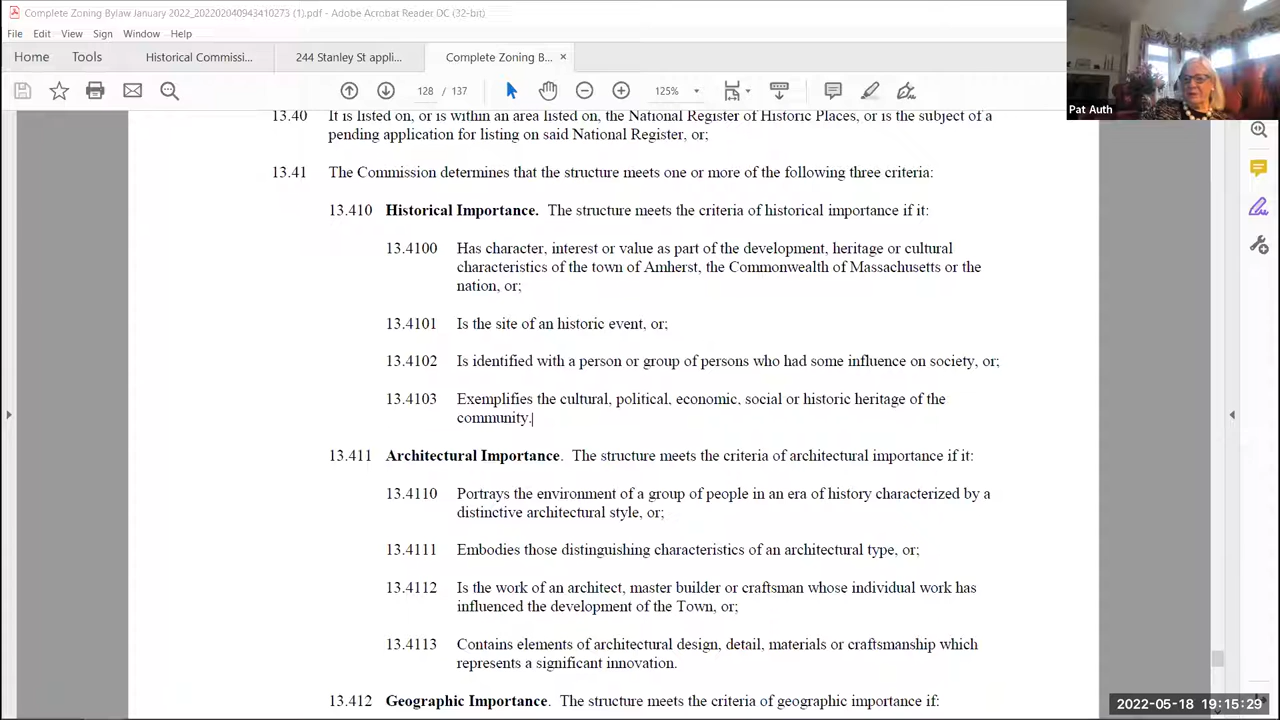 Complete Zoning Bylaw January 2022_202202040943410273 (1).pdf - Adobe Acrobat Reader DC (32-bit)
File Edit View Sign Window Help
Home Tools Historical Commissi... 244 Stanley St appli... Complete Zoning B... ×
128 / 137 125%
Pat Auth
13.40 It is listed on, or is within an area listed on, the National Register of Historic Places, or is the subject of a
pending application for listing on said National Register, or;
13.41 The Commission determines that the structure meets one or more of the following three criteria:
13.410 Historical Importance. The structure meets the criteria of historical importance if it:
13.4100 Has character, interest or value as part of the development, heritage or cultural
characteristics of the town of Amherst, the Commonwealth of Massachusetts or the
nation, or;
13.4101 Is the site of an historic event, or;
13.4102 Is identified with a person or group of persons who had some influence on society, or;
13.4103 Exemplifies the cultural, political, economic, social or historic heritage of the
community.
13.411 Architectural Importance. The structure meets the criteria of architectural importance if it:
13.4110 Portrays the environment of a group of people in an era of history characterized by a
distinctive architectural style, or;
13.4111 Embodies those distinguishing characteristics of an architectural type, or;
13.4112 Is the work of an architect, master builder or craftsman whose individual work has
influenced the development of the Town, or;
13.4113 Contains elements of architectural design, detail, materials or craftsmanship which
represents a significant innovation.
13.412 Geographic Importance. The structure meets the criteria of geographic importance if:
2022-05-18 19:15:29